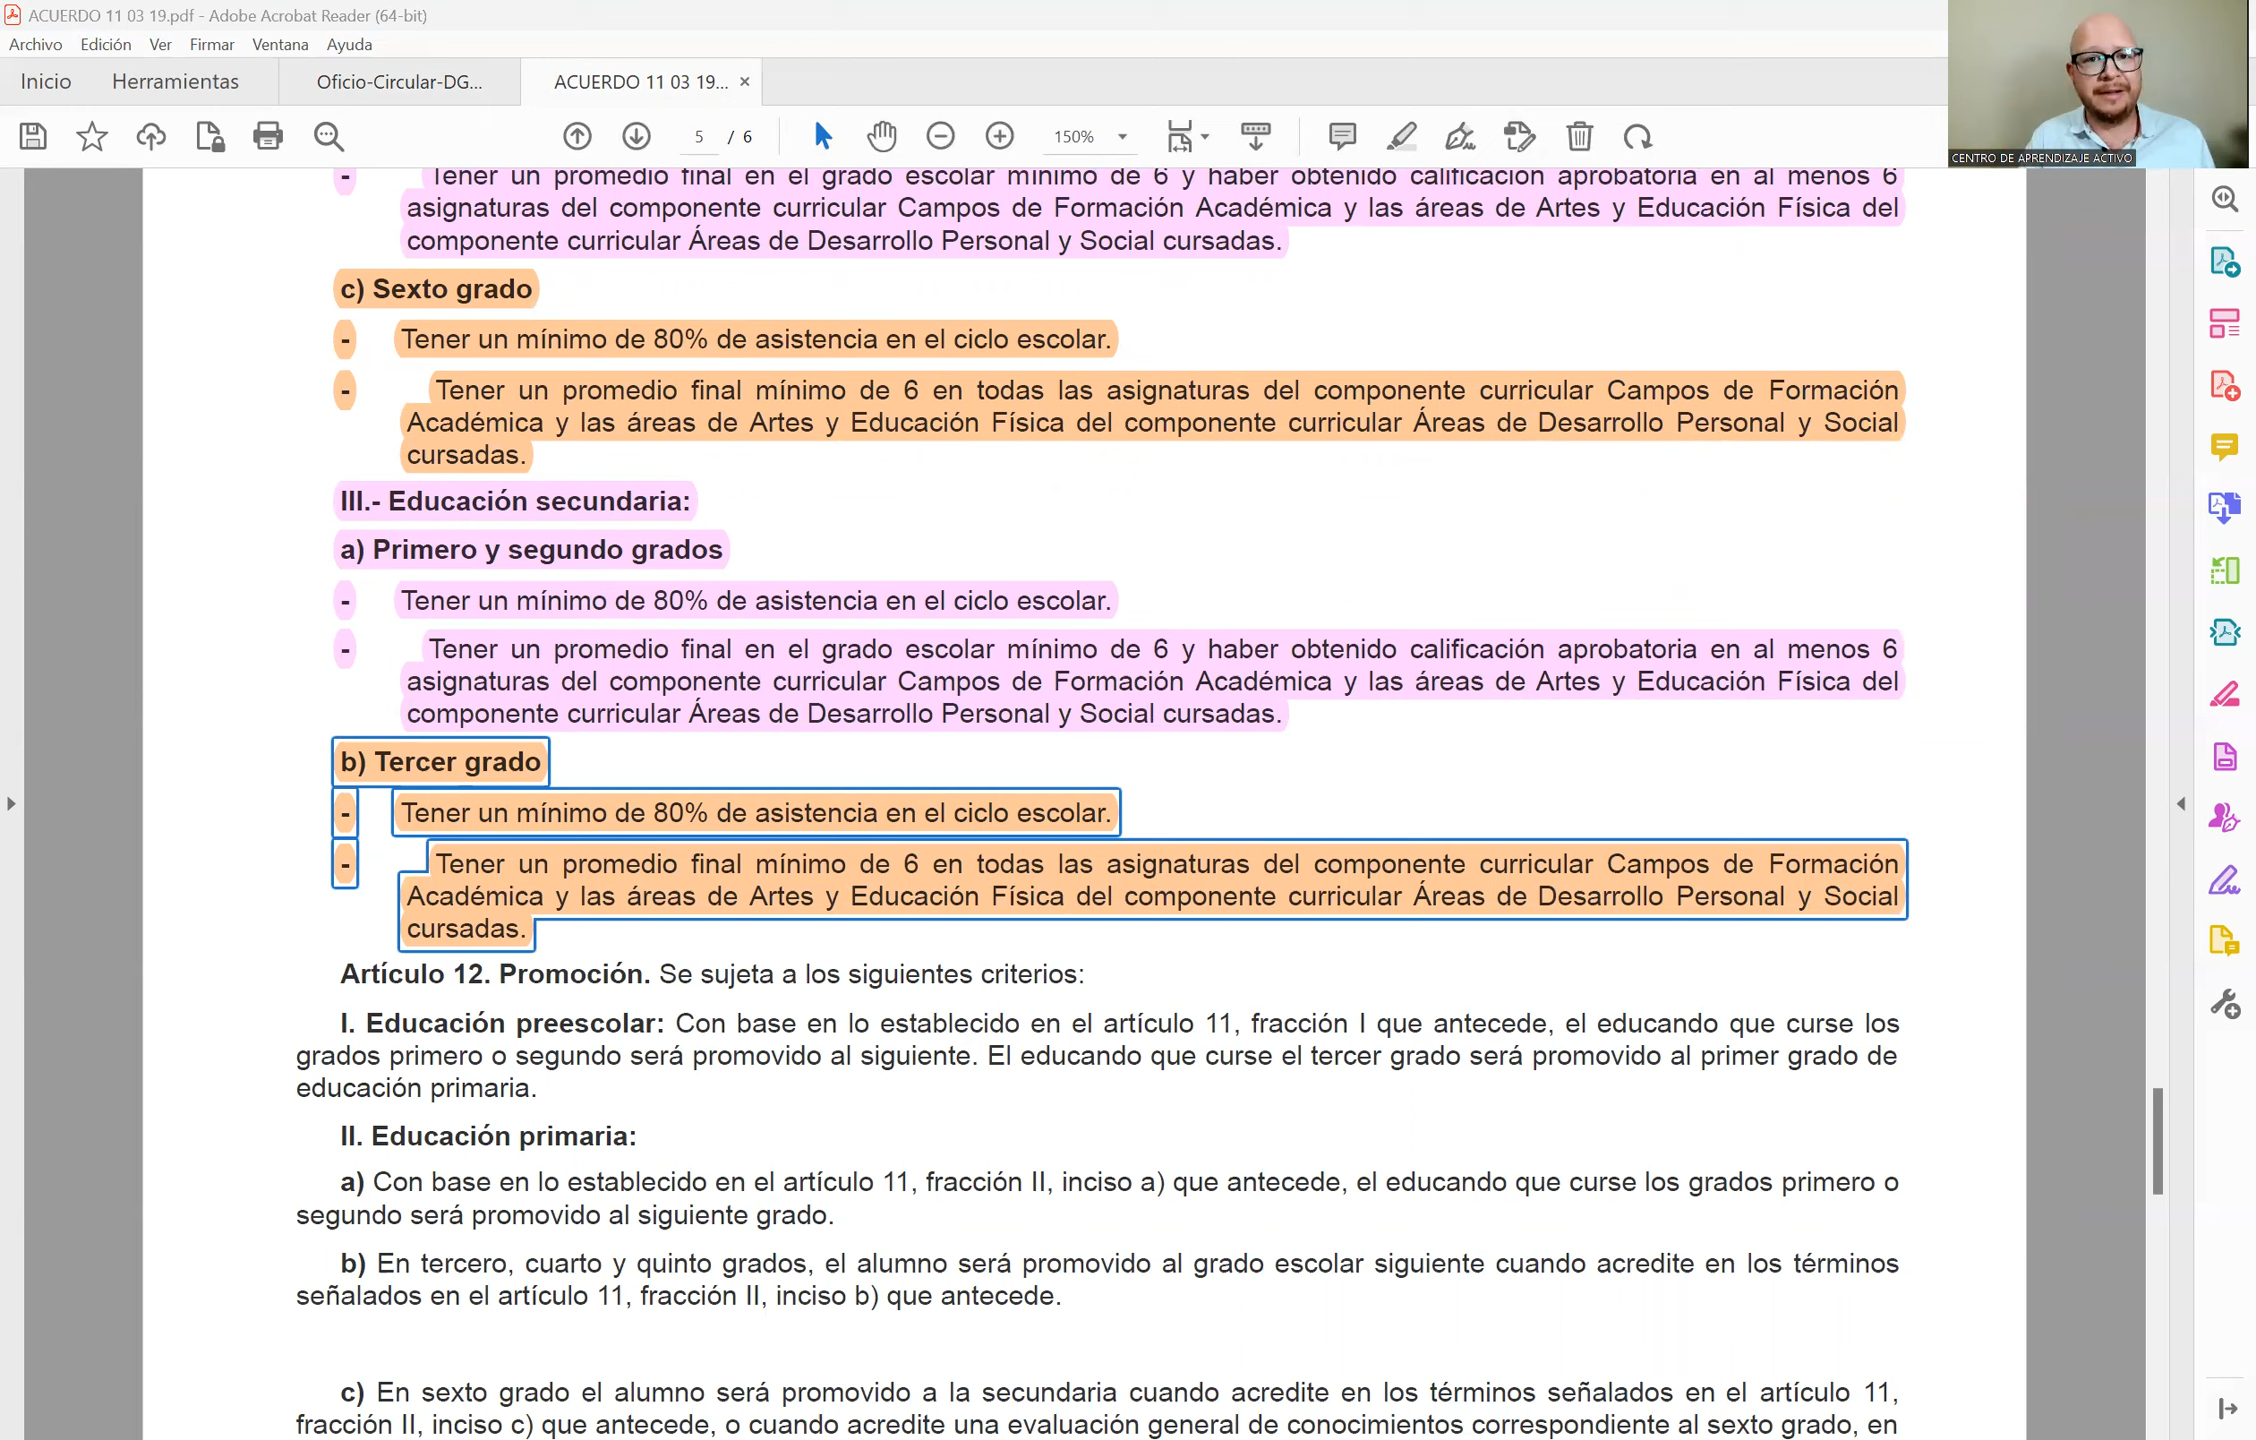 ACUERDO 11 03 19.pdf - Adobe Acrobat Reader (64-bit)
Archivo Edición Ver Firmar Ventana Ayuda
Inicio Herramientas Oficio-Circular-DG... ACUERDO 11 03 19... ×
5 / 6 150%
CENTRO DE APRENDIZAJE ACTIVO
- Tener un promedio final en el grado escolar mínimo de 6 y haber obtenido calificación aprobatoria en al menos 6
asignaturas del componente curricular Campos de Formación Académica y las áreas de Artes y Educación Física del
componente curricular Áreas de Desarrollo Personal y Social cursadas.
c) Sexto grado
- Tener un mínimo de 80% de asistencia en el ciclo escolar.
- Tener un promedio final mínimo de 6 en todas las asignaturas del componente curricular Campos de Formación
Académica y las áreas de Artes y Educación Física del componente curricular Áreas de Desarrollo Personal y Social
cursadas.
III.- Educación secundaria:
a) Primero y segundo grados
- Tener un mínimo de 80% de asistencia en el ciclo escolar.
- Tener un promedio final en el grado escolar mínimo de 6 y haber obtenido calificación aprobatoria en al menos 6
asignaturas del componente curricular Campos de Formación Académica y las áreas de Artes y Educación Física del
componente curricular Áreas de Desarrollo Personal y Social cursadas.
b) Tercer grado
- Tener un mínimo de 80% de asistencia en el ciclo escolar.
- Tener un promedio final mínimo de 6 en todas las asignaturas del componente curricular Campos de Formación
Académica y las áreas de Artes y Educación Física del componente curricular Áreas de Desarrollo Personal y Social
cursadas.
Artículo 12. Promoción. Se sujeta a los siguientes criterios:
I. Educación preescolar: Con base en lo establecido en el artículo 11, fracción I que antecede, el educando que curse los
grados primero o segundo será promovido al siguiente. El educando que curse el tercer grado será promovido al primer grado de
educación primaria.
II. Educación primaria:
a) Con base en lo establecido en el artículo 11, fracción II, inciso a) que antecede, el educando que curse los grados primero o
segundo será promovido al siguiente grado.
b) En tercero, cuarto y quinto grados, el alumno será promovido al grado escolar siguiente cuando acredite en los términos
señalados en el artículo 11, fracción II, inciso b) que antecede.
c) En sexto grado el alumno será promovido a la secundaria cuando acredite en los términos señalados en el artículo 11,
fracción II, inciso c) que antecede, o cuando acredite una evaluación general de conocimientos correspondiente al sexto grado, en